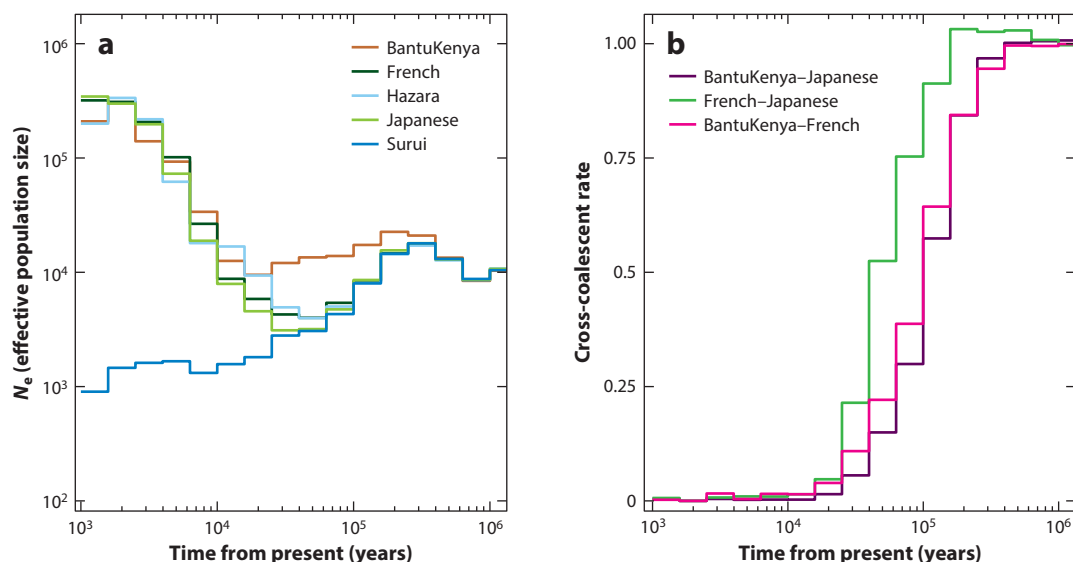 a
BantuKenya
French
Hazara
Japanese
Surui
10⁶
10⁵
10⁴
10³
10²
Nₑ (effective population size)
10³ 10⁴ 10⁵ 10⁶
Time from present (years)
b
BantuKenya–Japanese
French–Japanese
BantuKenya–French
1.00
0.75
0.5
0.25
0
Cross-coalescent rate
10³ 10⁴ 10⁵ 10⁶
Time from present (years)